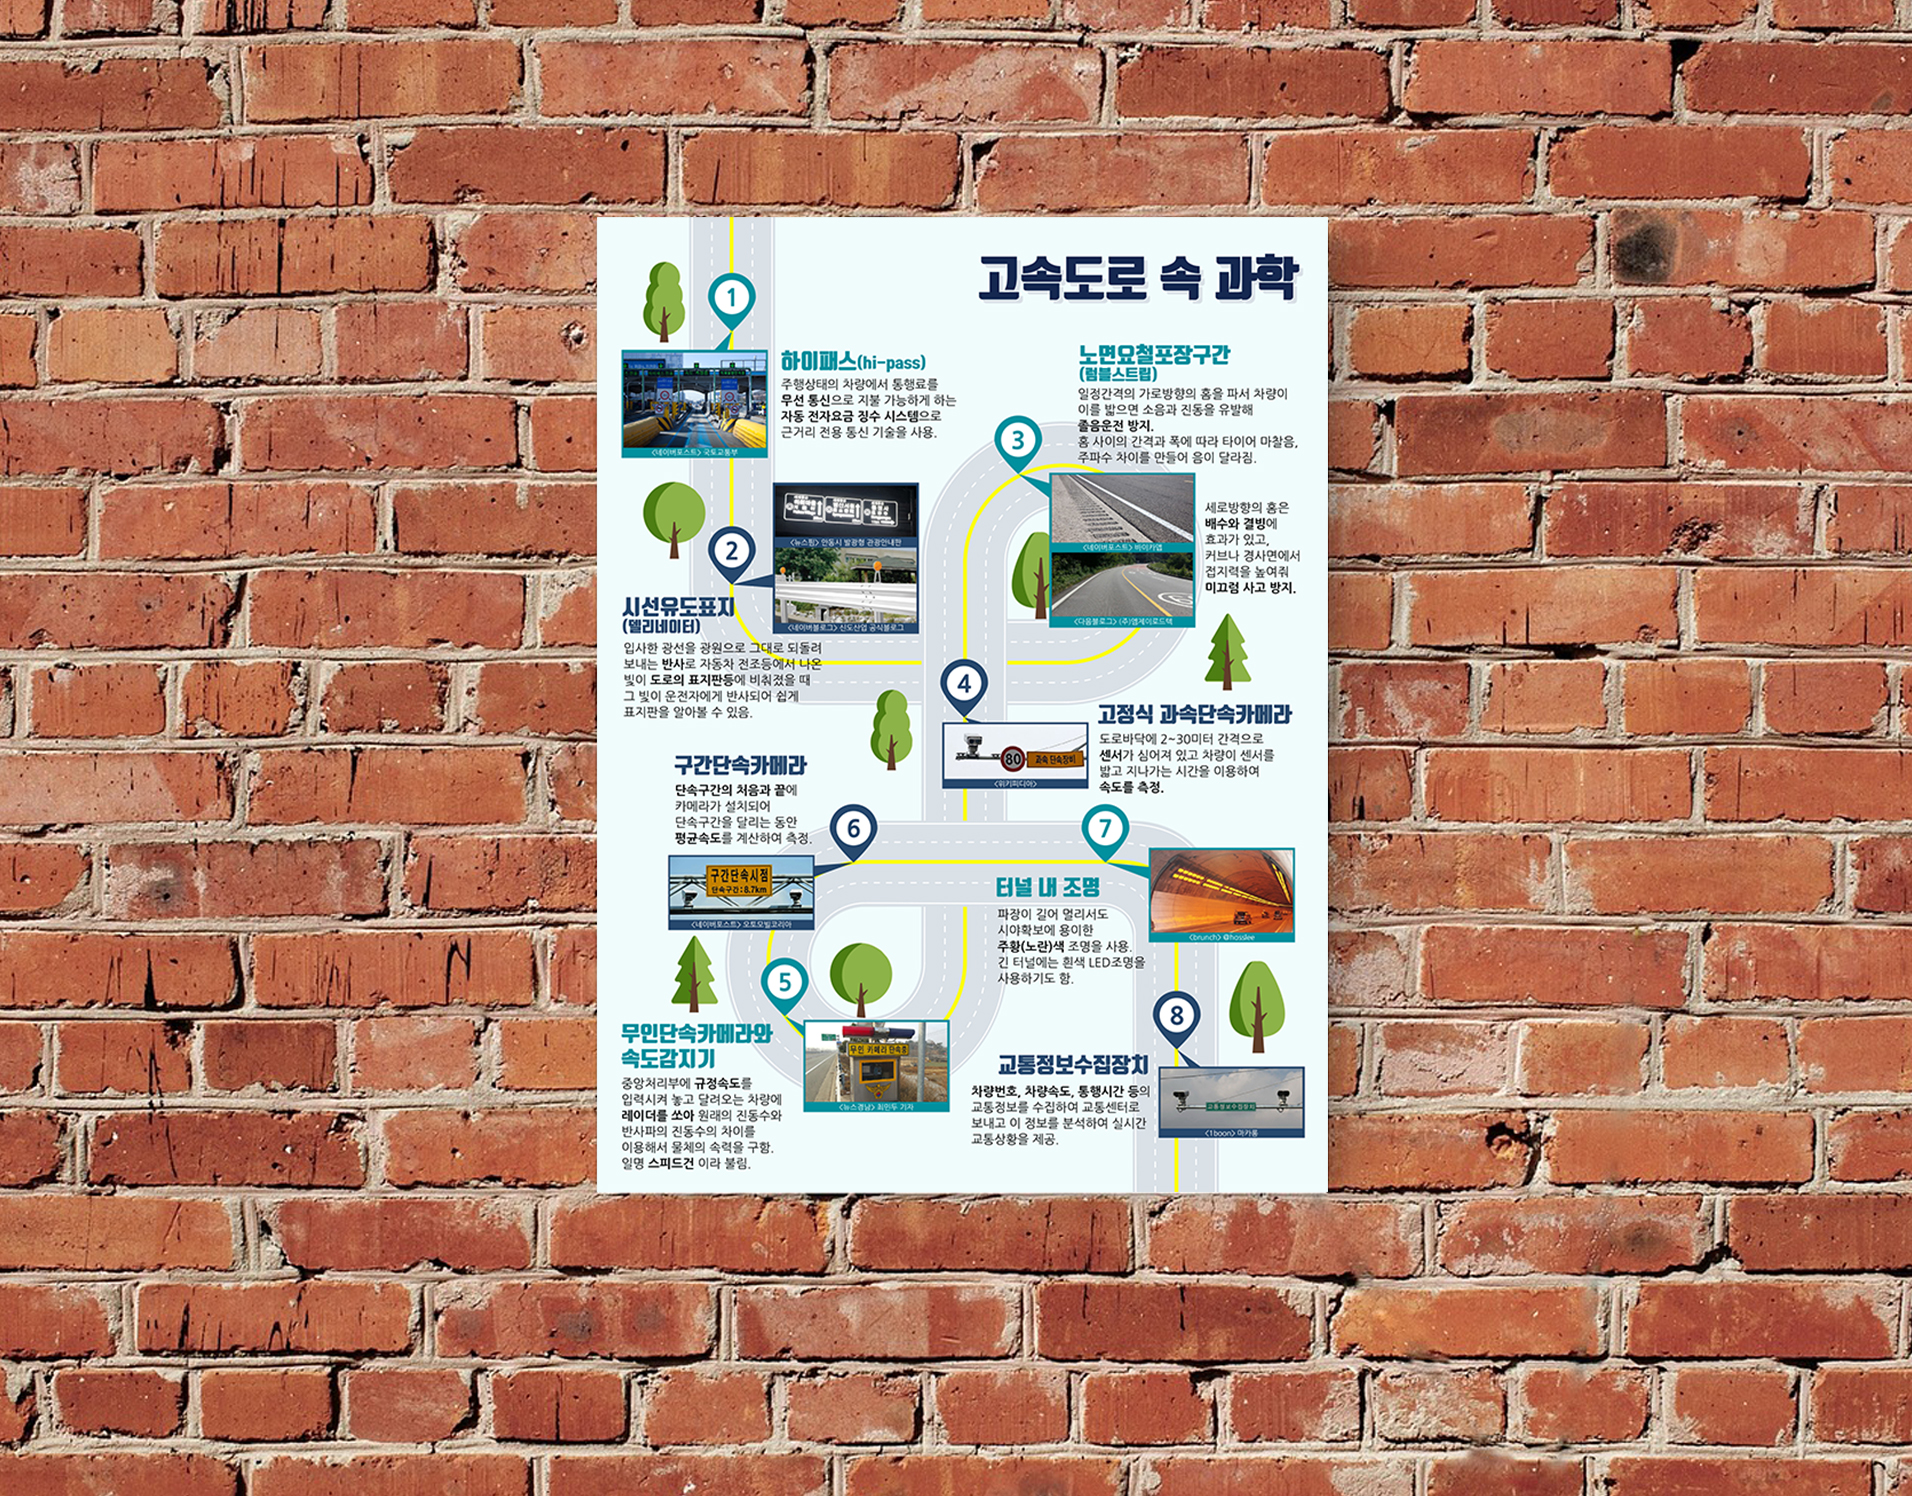 고속도로 속 과학
1
하이패스(hi-pass)
주행상태의 차량에서 통행료를
무선 통신으로 지불 가능하게 하는
자동 전자요금 징수 시스템으로
근거리 전용 통신 기술을 사용.
<네이버포스트> 국토교통부
2
<뉴스핌> 안동시 발광형 관광안내판
<네이버블로그> 신도산업 공식블로그
시선유도표지
(델리네이터)
입사한 광선을 광원으로 그대로 되돌려
보내는 반사로 자동차 전조등에서 나온
빛이 도로의 표지판등에 비춰졌을 때
그 빛이 운전자에게 반사되어 쉽게
표지판을 알아볼 수 있음.
3
노면요철포장구간
(럼블스트립)
일정간격의 가로방향의 홈을 파서 차량이
이를 밟으면 소음과 진동을 유발해
졸음운전 방지.
홈 사이의 간격과 폭에 따라 타이어 마찰음,
주파수 차이를 만들어 음이 달라짐.
<네이버포스트> 바이카랩
<다음블로그> (주)엠제이로드텍
세로방향의 홈은
배수와 결빙에
효과가 있고,
커브나 경사면에서
접지력을 높여줘
미끄럼 사고 방지.
4
고정식 과속단속카메라
도로바닥에 2~30미터 간격으로
센서가 심어져 있고 차량이 센서를
밟고 지나가는 시간을 이용하여
속도를 측정.
80
과속 단속장비
<위키피디아>
구간단속카메라
단속구간의 처음과 끝에
카메라가 설치되어
단속구간을 달리는 동안
평균속도를 계산하여 측정.
6
구간단속시점
단속구간:8.7km
<네이버포스트> 오토모빌코리아
7
터널 내 조명
파장이 길어 멀리서도
시야확보에 용이한
주황(노란)색 조명을 사용.
긴 터널에는 흰색 LED조명을
사용하기도 함.
<brunch> @hosslee
5
무인단속카메라와
속도감지기
중앙처리부에 규정속도를
입력시켜 놓고 달려오는 차량에
레이더를 쏘아 원래의 진동수와
반사파의 진동수의 차이를
이용해서 물체의 속력을 구함.
일명 스피드건 이라 불림.
무인 카메라 단속중
<뉴스경남> 최민두 기자
8
교통정보수집장치
차량번호, 차량속도, 통행시간 등의
교통정보를 수집하여 교통센터로
보내고 이 정보를 분석하여 실시간
교통상황을 제공.
교통정보수집장치
<1boon> 마카롱